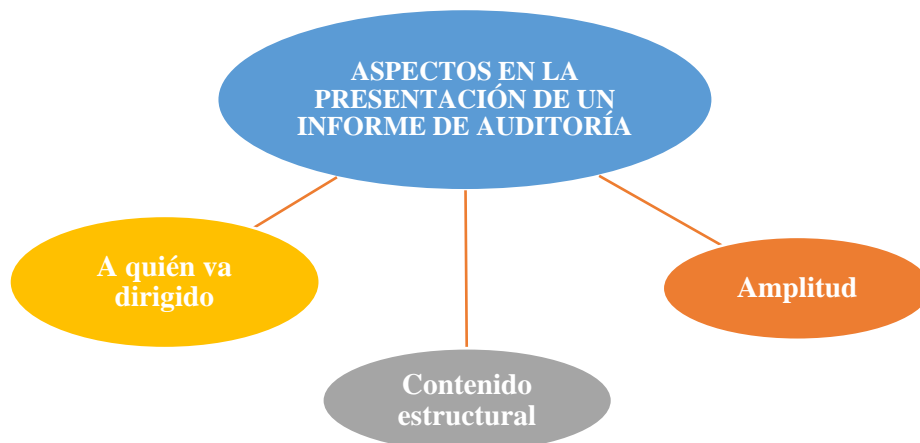 ASPECTOS EN LA
PRESENTACIÓN DE UN
INFORME DE AUDITORÍA
A quién va
dirigido
Amplitud
Contenido
estructural